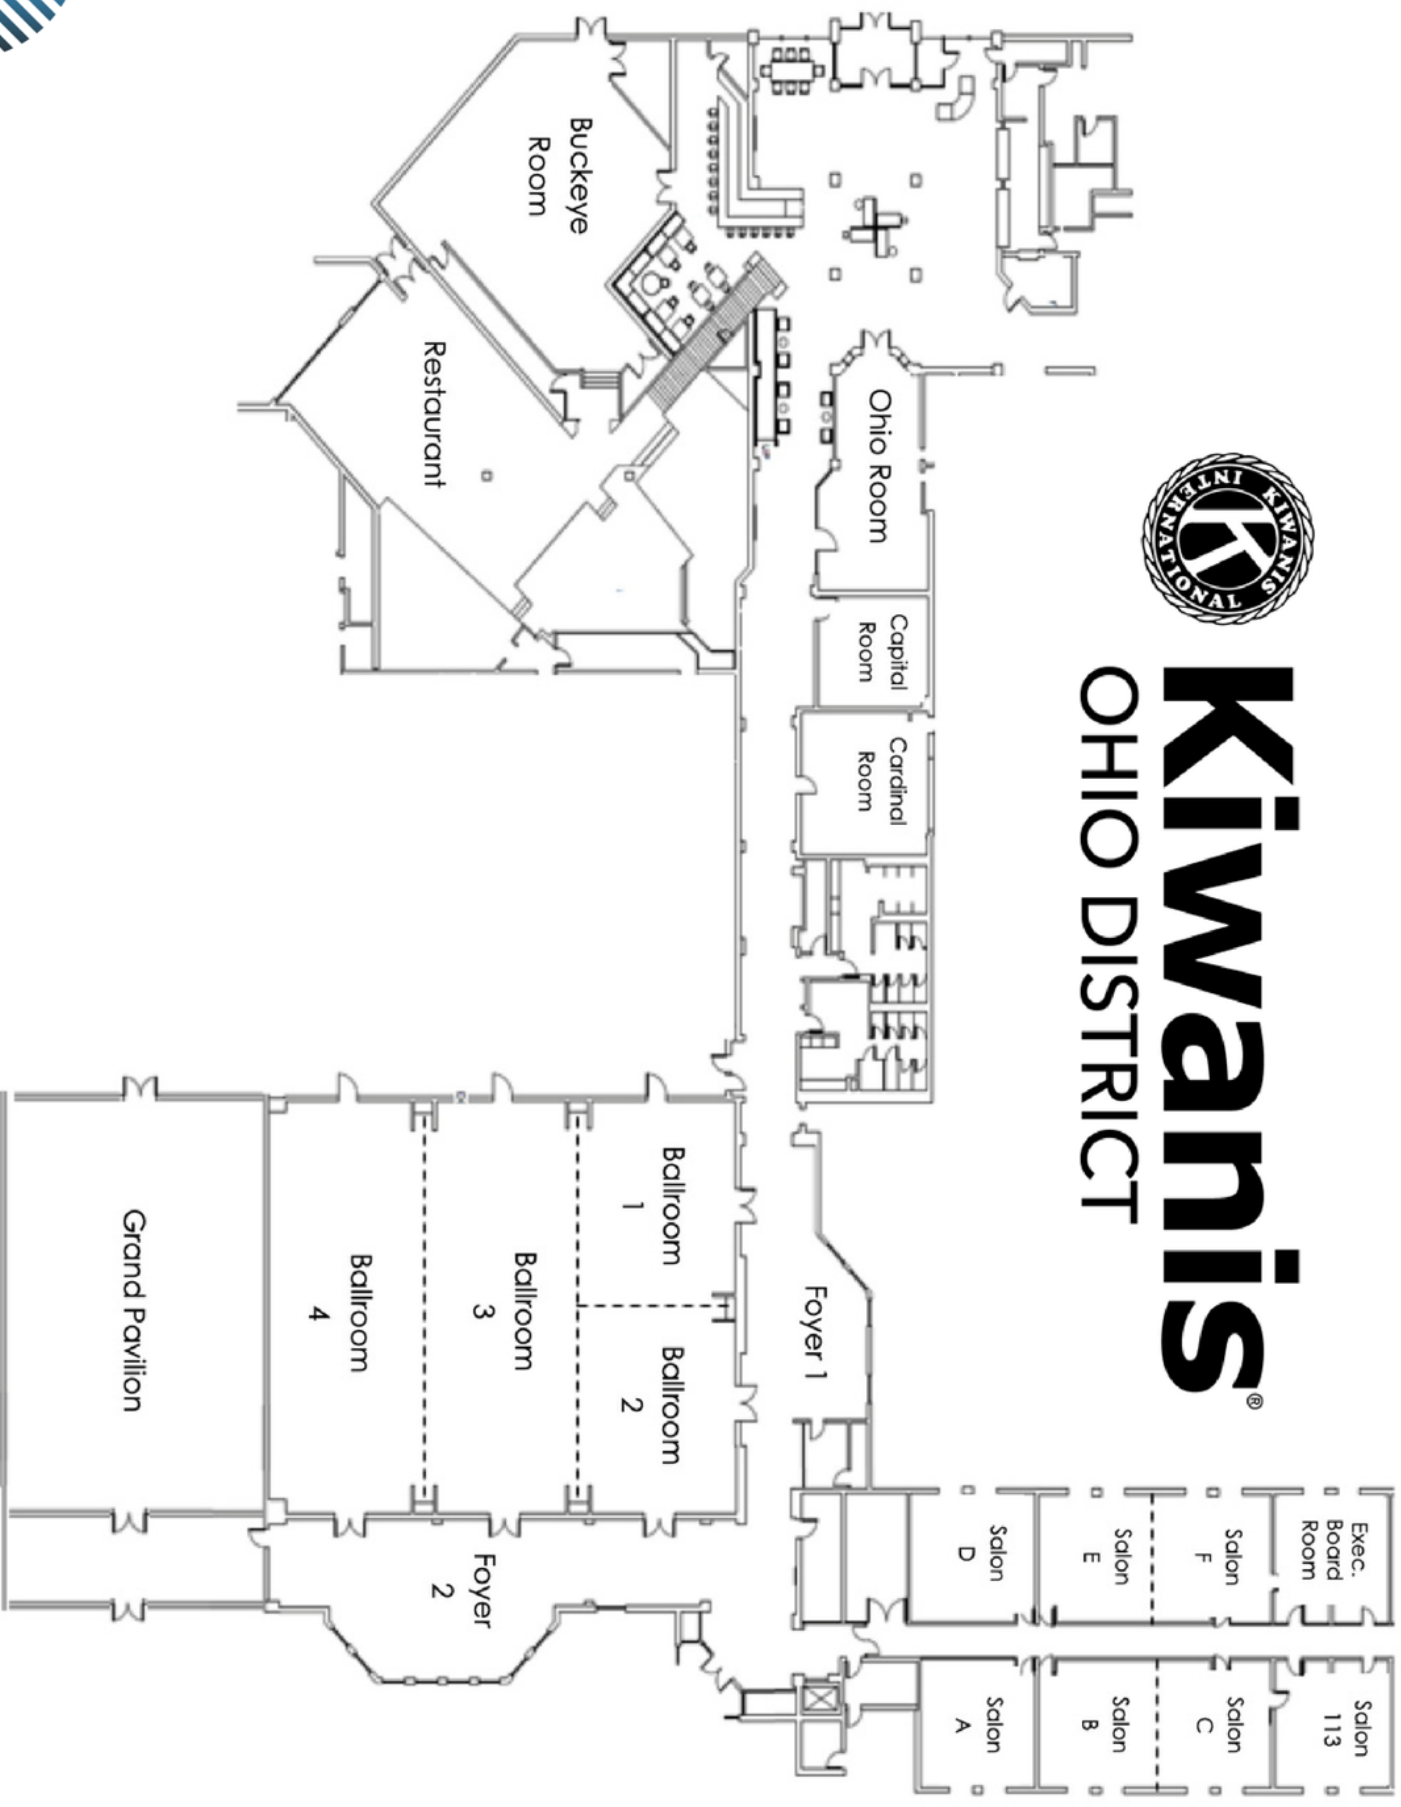 KIWANIS
INTERNATIONAL
K
Kiwanis®
OHIO DISTRICT
Buckeye
Room
Restaurant
Ohio Room
Capital
Room
Cardinal
Room
Foyer 1
Ballroom
1
Ballroom
2
Ballroom
3
Ballroom
4
Grand Pavilion
Foyer
2
Exec.
Board
Room
Salon
F
Salon
E
Salon
D
Salon
113
Salon
C
Salon
B
Salon
A